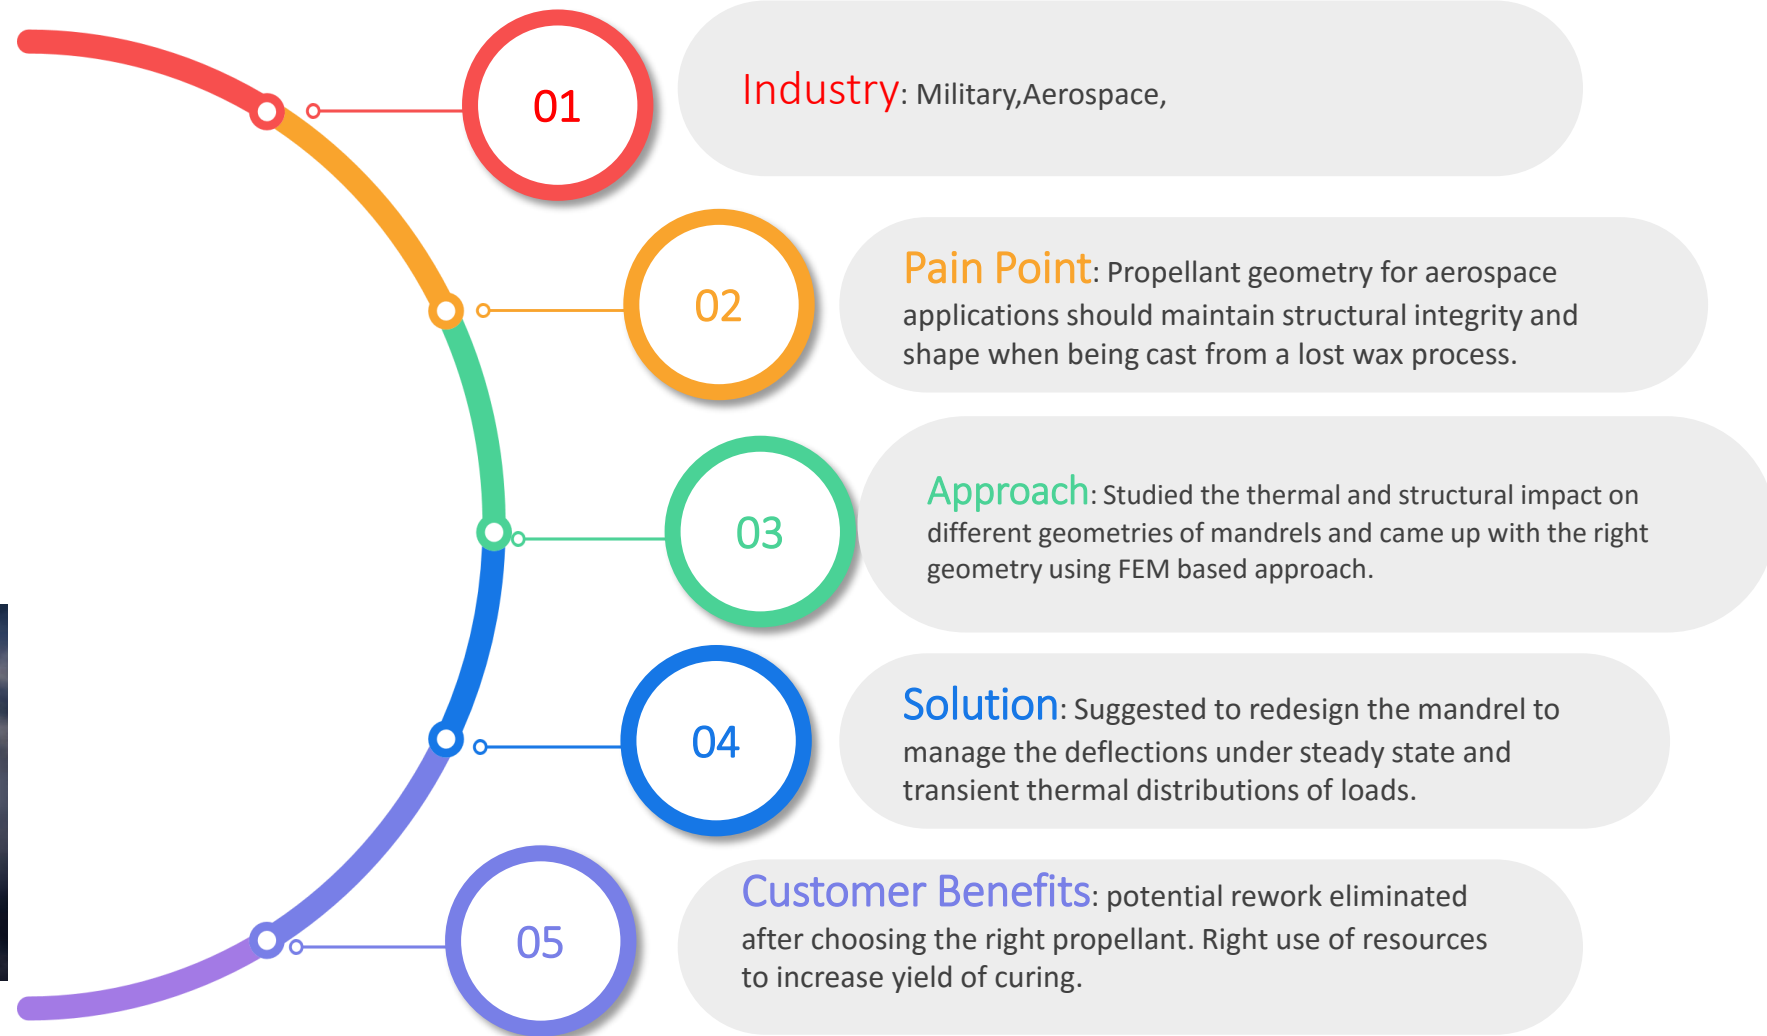 01
Industry: Military,Aerospace,
02
Pain Point: Propellant geometry for aerospace
applications should maintain structural integrity and
shape when being cast from a lost wax process.
03
Approach: Studied the thermal and structural impact on
different geometries of mandrels and came up with the right
geometry using FEM based approach.
04
Solution: Suggested to redesign the mandrel to
manage the deflections under steady state and
transient thermal distributions of loads.
05
Customer Benefits: potential rework eliminated
after choosing the right propellant. Right use of resources
to increase yield of curing.